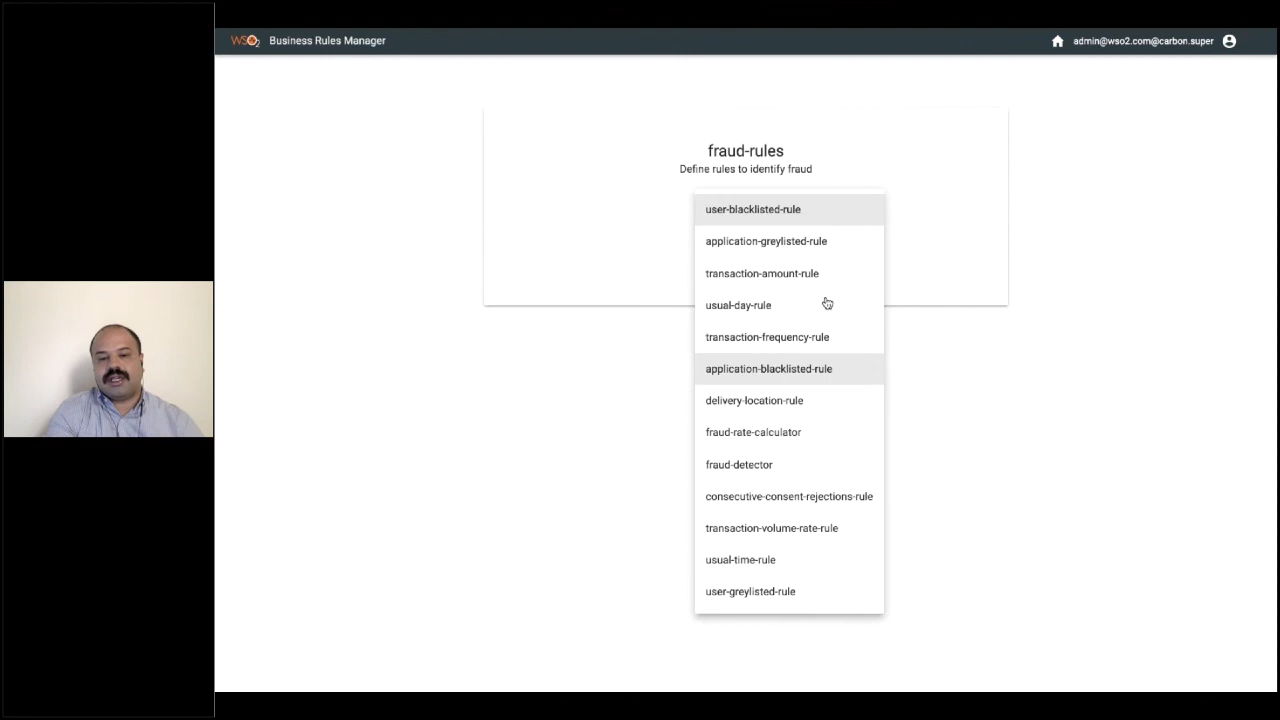 WSO2 Business Rules Manager
admin@wso2.com@carbon.super
fraud-rules
Define rules to identify fraud
user-blacklisted-rule
application-greylisted-rule
transaction-amount-rule
usual-day-rule
transaction-frequency-rule
application-blacklisted-rule
delivery-location-rule
fraud-rate-calculator
fraud-detector
consecutive-consent-rejections-rule
transaction-volume-rate-rule
usual-time-rule
user-greylisted-rule